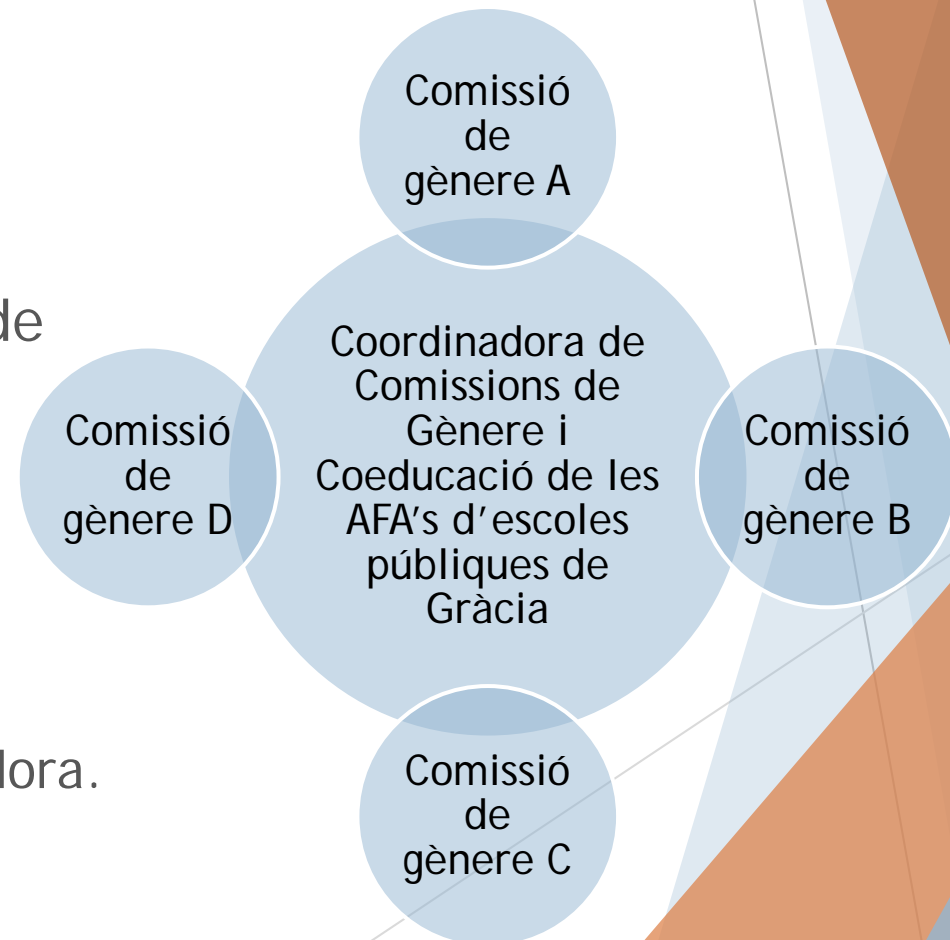 Comissió
de
gènere A
de
Coordinadora de
Comissions de
Gènere i
Coeducació de les
AFA's d'escoles
públiques de
Gràcia
Comissió
de
gènere D
Comissió
de
gènere B
dora.
Comissió
de
gènere C